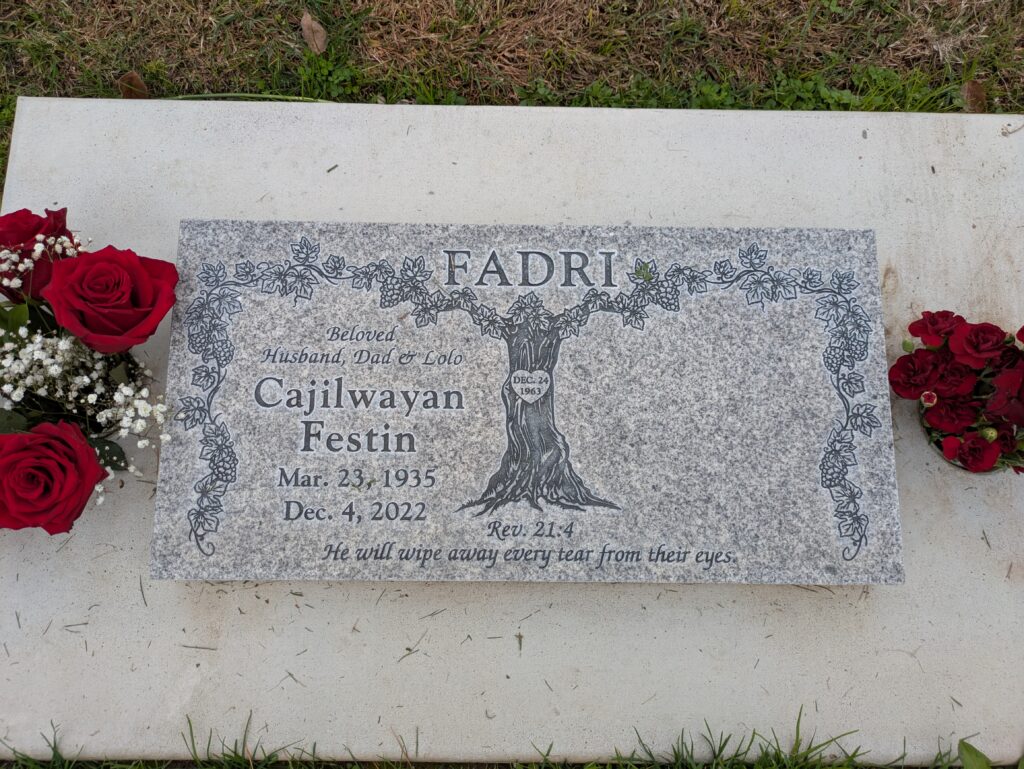 FADRI
Beloved
Husband, Dad & Lolo
Cajilwayan
Festin
Mar. 23, 1935
Dec. 4, 2022
DEC. 24
1963
Rev. 21:4
He will wipe away every tear from their eyes.